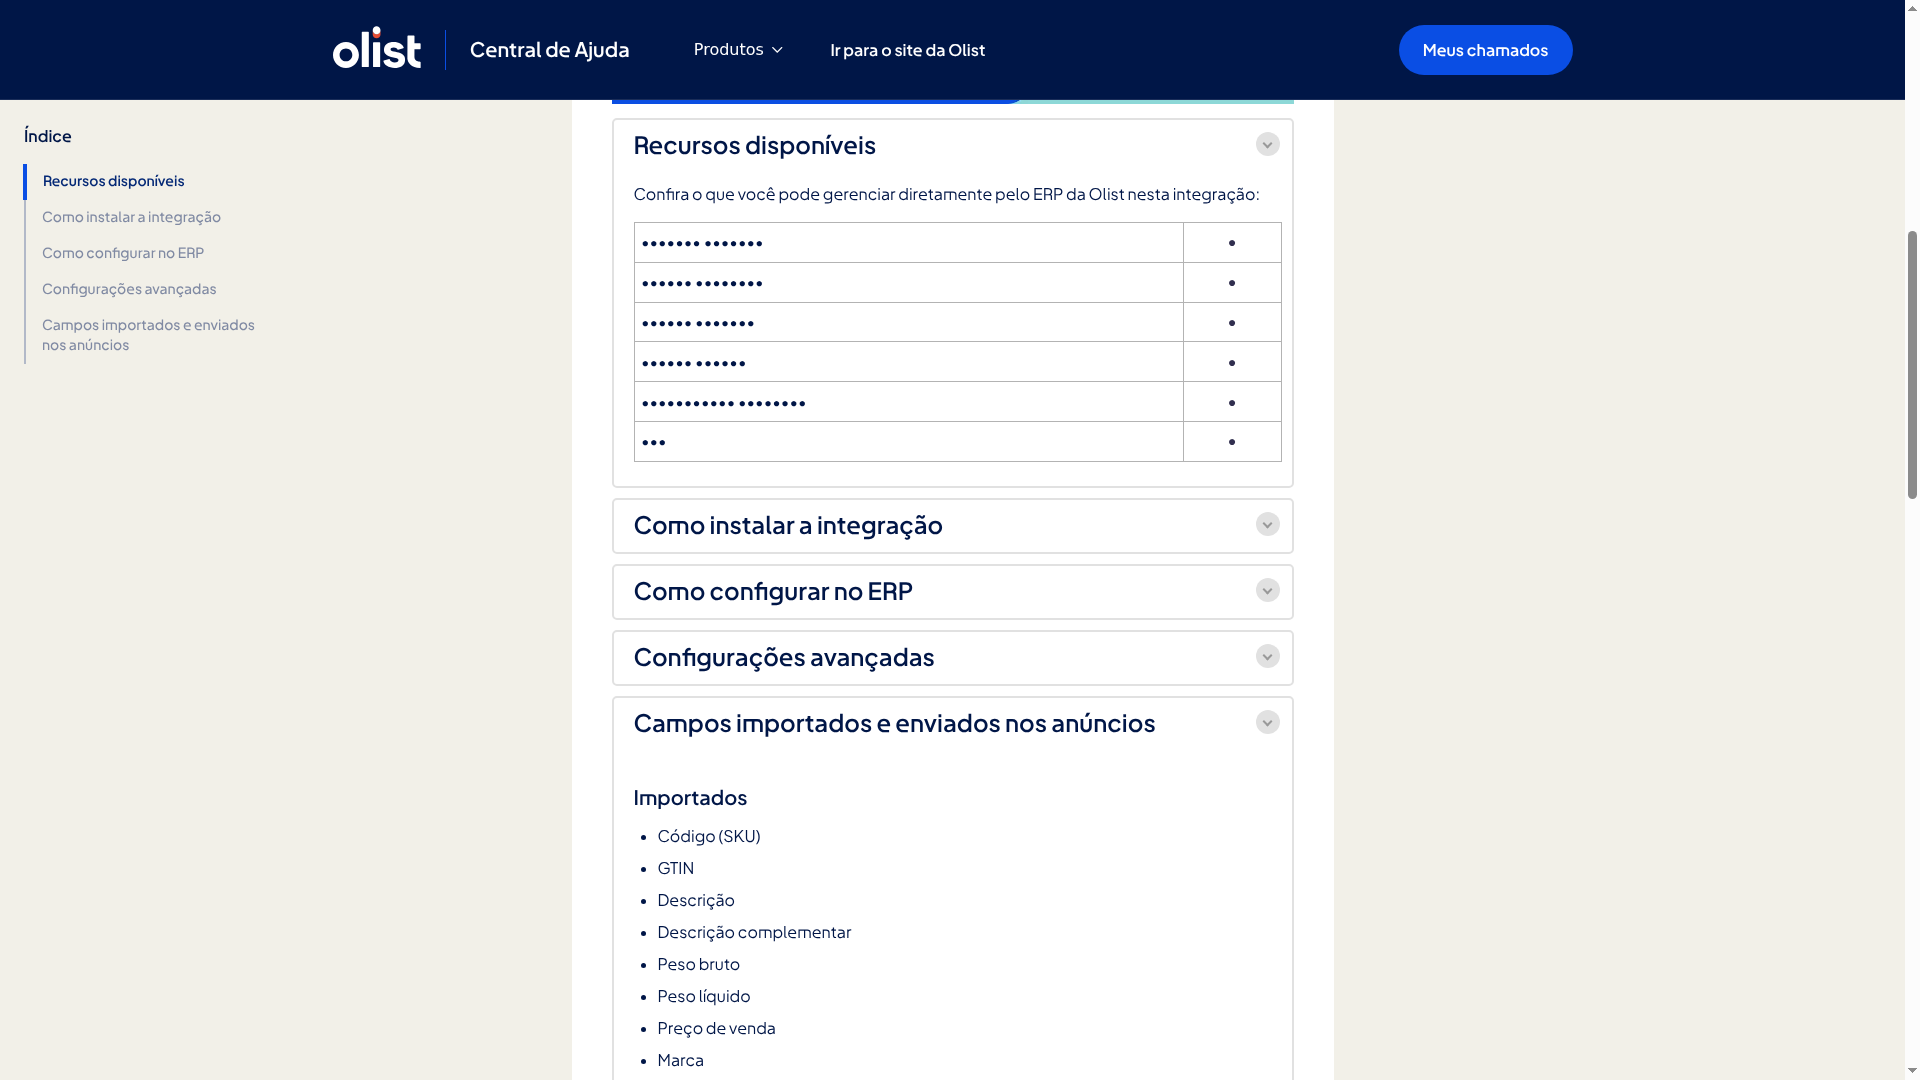 olist
Central de Ajuda
Produtos
Ir para o site da Olist
Meus chamados
Índice
Recursos disponíveis
Como instalar a integração
Como configurar no ERP
Configurações avançadas
Campos importados e enviados
nos anúncios
Recursos disponíveis
Confira o que você pode gerenciar diretamente pelo ERP da Olist nesta integração:
••••••• ••••••• •
•••••• •••••••• •
•••••• ••••••• •
•••••• •••••• •
••••••••••• •••••••• •
••• •
Como instalar a integração
Como configurar no ERP
Configurações avançadas
Campos importados e enviados nos anúncios
Importados
• Código (SKU)
• GTIN
• Descrição
• Descrição complementar
• Peso bruto
• Peso líquido
• Preço de venda
• Marca